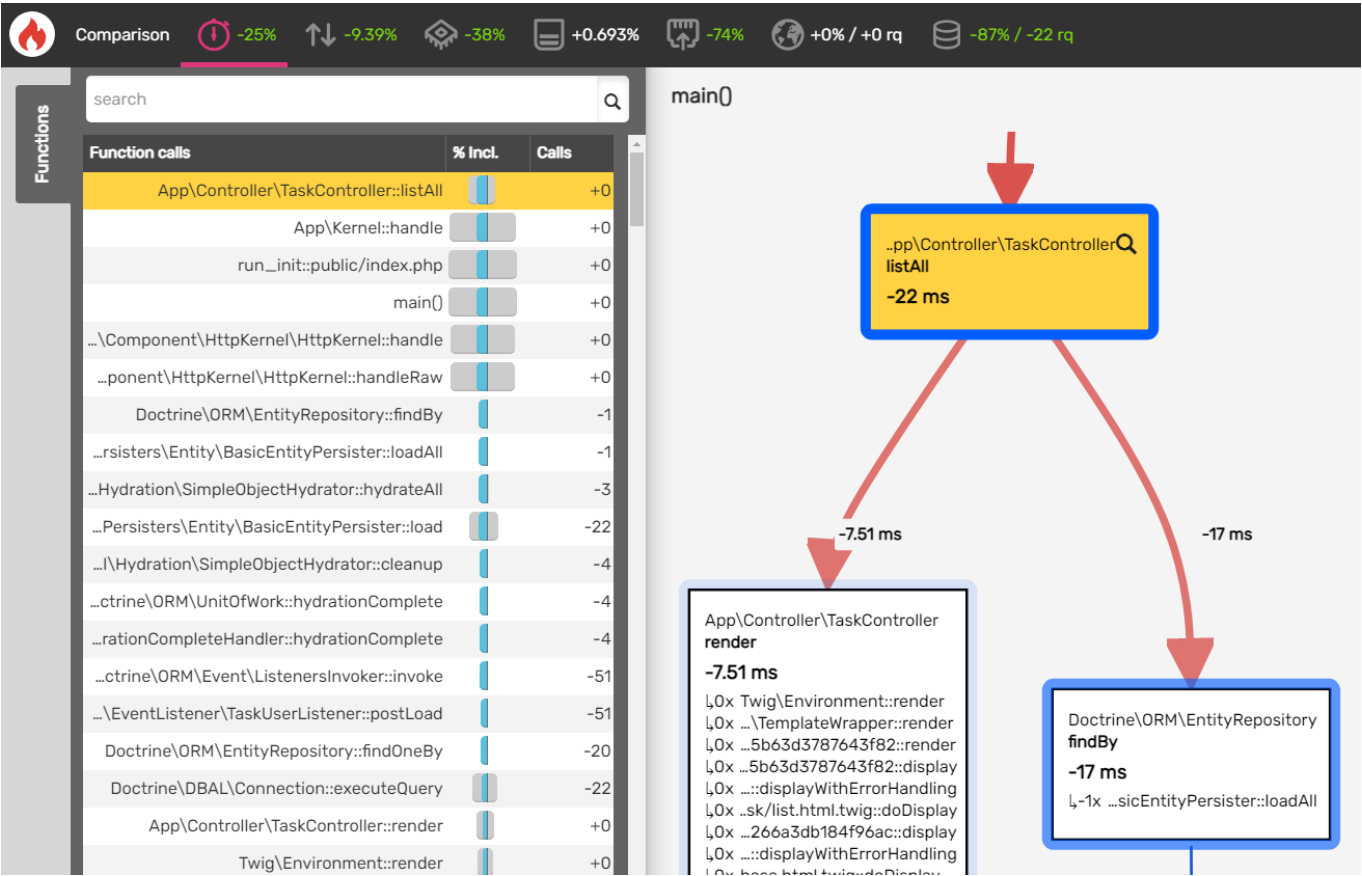 Comparison -25% -9.39% -38% +0.693% -74% +0% / +0 rq -87% / -22 rq
Functions
search
Function calls % Incl. Calls
App\Controller\TaskController::listAll +0
App\Kernel::handle +0
run_init::public/index.php +0
main() +0
…\Component\HttpKernel\HttpKernel::handle +0
…ponent\HttpKernel\HttpKernel::handleRaw +0
Doctrine\ORM\EntityRepository::findBy -1
…rsisters\Entity\BasicEntityPersister::loadAll -1
…Hydration\SimpleObjectHydrator::hydrateAll -3
…Persisters\Entity\BasicEntityPersister::load -22
…l\Hydration\SimpleObjectHydrator::cleanup -4
…ctrine\ORM\UnitOfWork::hydrationComplete -4
…rationCompleteHandler::hydrationComplete -4
…ctrine\ORM\Event\ListenersInvoker::invoke -51
…\EventListener\TaskUserListener::postLoad -51
Doctrine\ORM\EntityRepository::findOneBy -20
Doctrine\DBAL\Connection::executeQuery -22
App\Controller\TaskController::render +0
Twig\Environment::render +0
main()
..pp\Controller\TaskController
listAll
-22 ms
-7.51 ms
-17 ms
App\Controller\TaskController
render
-7.51 ms
↳0x Twig\Environment::render
↳0x …\TemplateWrapper::render
↳0x …5b63d3787643f82::render
↳0x …5b63d3787643f82::display
↳0x …::displayWithErrorHandling
↳0x ..sk/list.html.twig::doDisplay
↳0x …266a3db184f96ac::display
↳0x …::displayWithErrorHandling
↳0x base.html.twig::doDisplay
Doctrine\ORM\EntityRepository
findBy
-17 ms
↳-1x …sicEntityPersister::loadAll